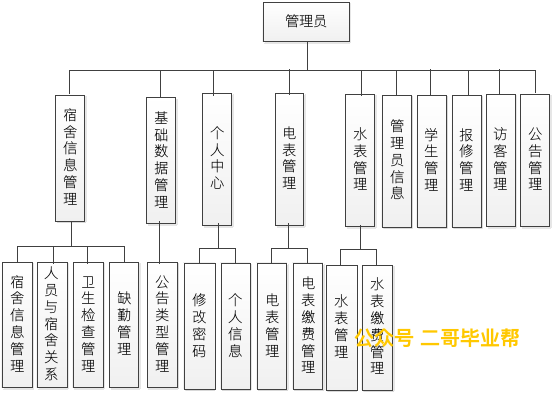 管理员
宿舍信息管理
基础数据管理
个人中心
电表管理
水表管理
管理员信息
学生管理
报修管理
访客管理
公告管理
宿舍信息管理
人员与宿舍关系
卫生检查管理
缺勤管理
公告类型管理
修改密码
个人信息
电表管理
电表缴费管理
水表管理
水表缴费管理
公众号 二哥毕业帮